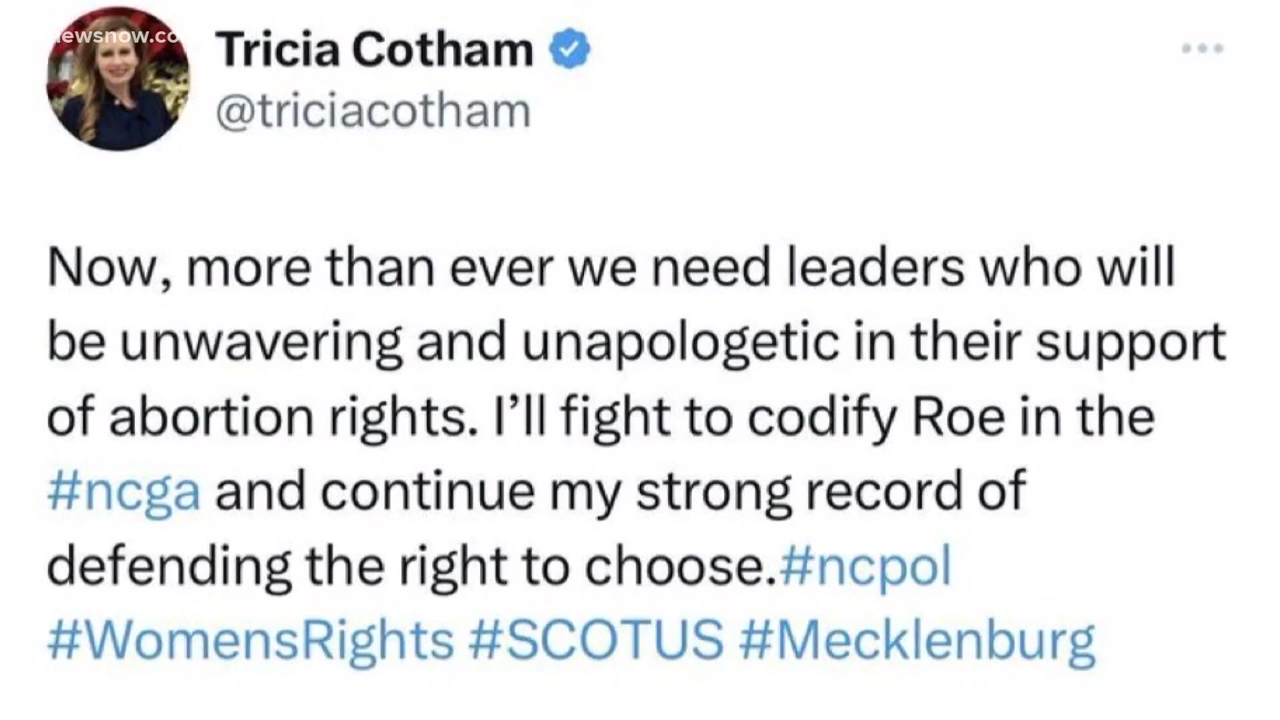 ewsnow.co
Tricia Cotham
@triciacotham
Now, more than ever we need leaders who will
be unwavering and unapologetic in their support
of abortion rights. I’ll fight to codify Roe in the
#ncga and continue my strong record of
defending the right to choose.#ncpol
#WomensRights #SCOTUS #Mecklenburg